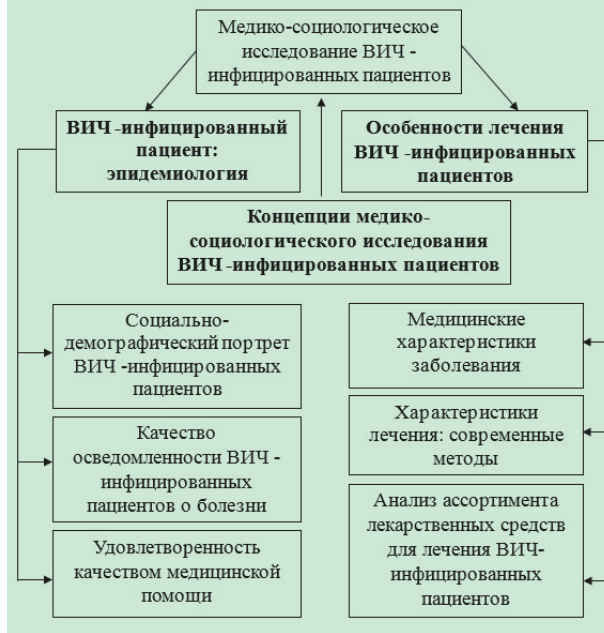 Медико-социологическое
исследование ВИЧ -
инфицированных пациентов
ВИЧ -инфицированный
пациент:
эпидемиология
Особенности лечения
ВИЧ -инфицированных
пациентов
Концепции медико-
социологического исследования
ВИЧ -инфицированных пациентов
Социально-
демографический портрет
ВИЧ -инфицированных
пациентов
Качество
осведомленности ВИЧ -
инфицированных
пациентов о болезни
Удовлетворенность
качеством медицинской
помощи
Медицинские
характеристики
заболевания
Характеристики
лечения: современные
методы
Анализ ассортимента
лекарственных средств
для лечения ВИЧ-
инфицированных
пациентов